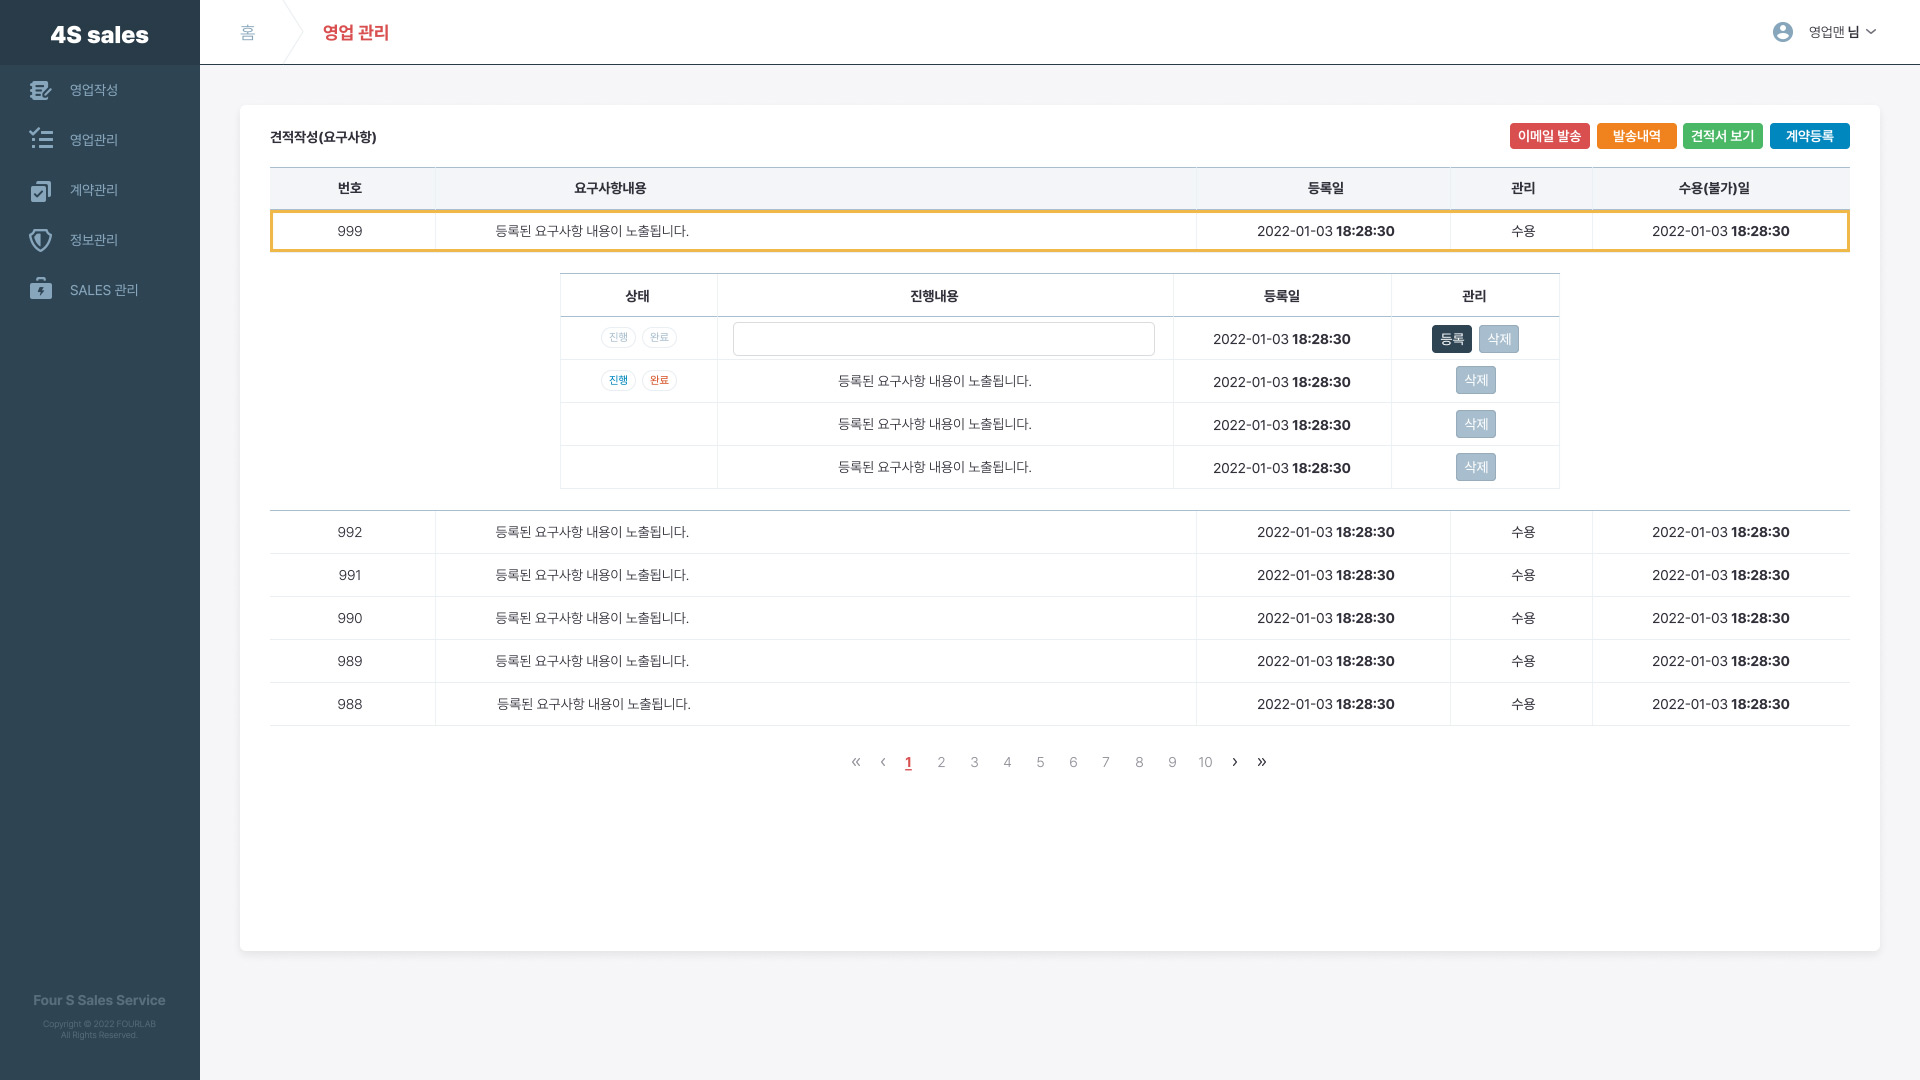 4S sales
홈
영업 관리
영업맨 님
영업작성
영업관리
계약관리
정보관리
SALES 관리
견적작성(요구사항)
이메일 발송 발송내역 견적서 보기 계약등록
번호 요구사항내용 등록일 관리 수용(불가)일
999 등록된 요구사항 내용이 노출됩니다. 2022-01-03 18:28:30 수용 2022-01-03 18:28:30
상태 진행내용 등록일 관리
진행 완료 2022-01-03 18:28:30 등록 삭제
진행 완료 등록된 요구사항 내용이 노출됩니다. 2022-01-03 18:28:30 삭제
등록된 요구사항 내용이 노출됩니다. 2022-01-03 18:28:30 삭제
등록된 요구사항 내용이 노출됩니다. 2022-01-03 18:28:30 삭제
992 등록된 요구사항 내용이 노출됩니다. 2022-01-03 18:28:30 수용 2022-01-03 18:28:30
991 등록된 요구사항 내용이 노출됩니다. 2022-01-03 18:28:30 수용 2022-01-03 18:28:30
990 등록된 요구사항 내용이 노출됩니다. 2022-01-03 18:28:30 수용 2022-01-03 18:28:30
989 등록된 요구사항 내용이 노출됩니다. 2022-01-03 18:28:30 수용 2022-01-03 18:28:30
988 등록된 요구사항 내용이 노출됩니다. 2022-01-03 18:28:30 수용 2022-01-03 18:28:30
« ‹ 1 2 3 4 5 6 7 8 9 10 › »
Four S Sales Service
Copyright © 2022 FOURLAB
All Rights Reserved.